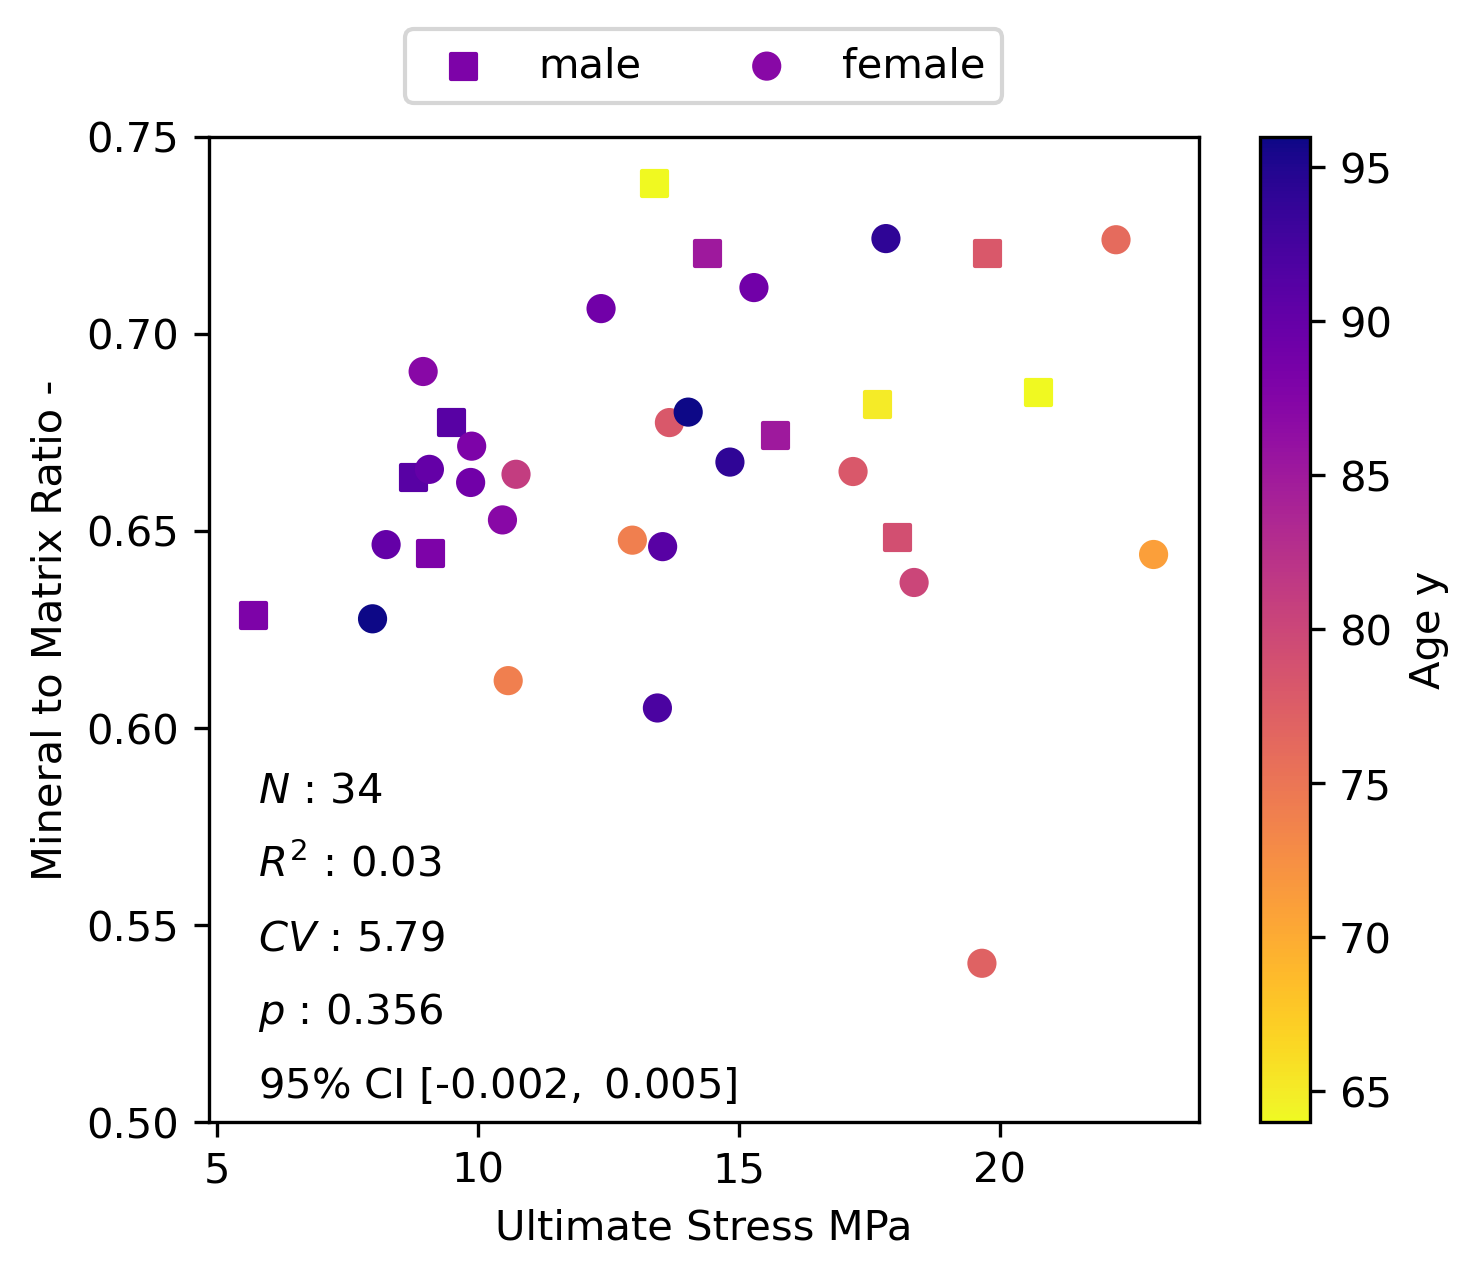 male female
0.75
0.70
0.65
0.60
0.55
0.50
Mineral to Matrix Ratio -
N : 34
R² : 0.03
CV : 5.79
p : 0.356
95% CI [-0.002, 0.005]
5 10 15 20
Ultimate Stress MPa
95
90
85
80
75
70
65
Age y